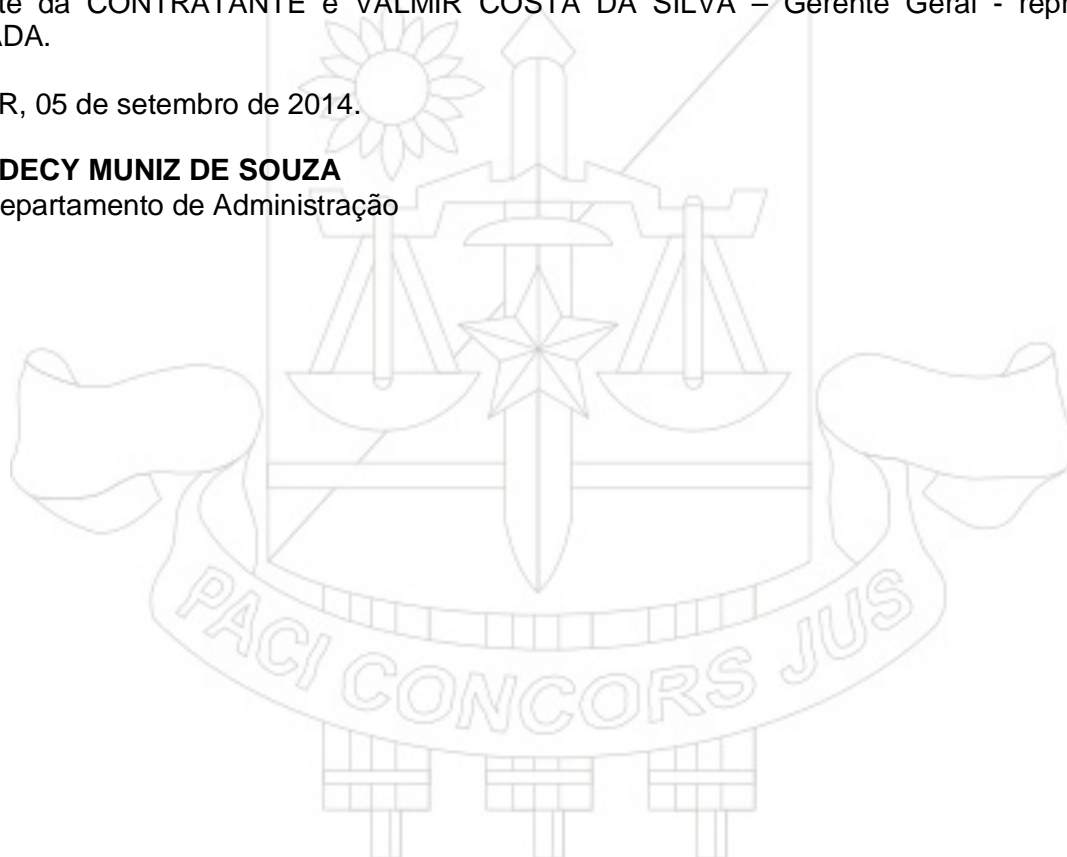 te da CONTRATANTE e VALMIR COSTA DA SILVA – Gerente Geral - repr
ADA.
R, 05 de setembro de 2014.
DECY MUNIZ DE SOUZA
epartamento de Administração
PACI CONCORS JUS